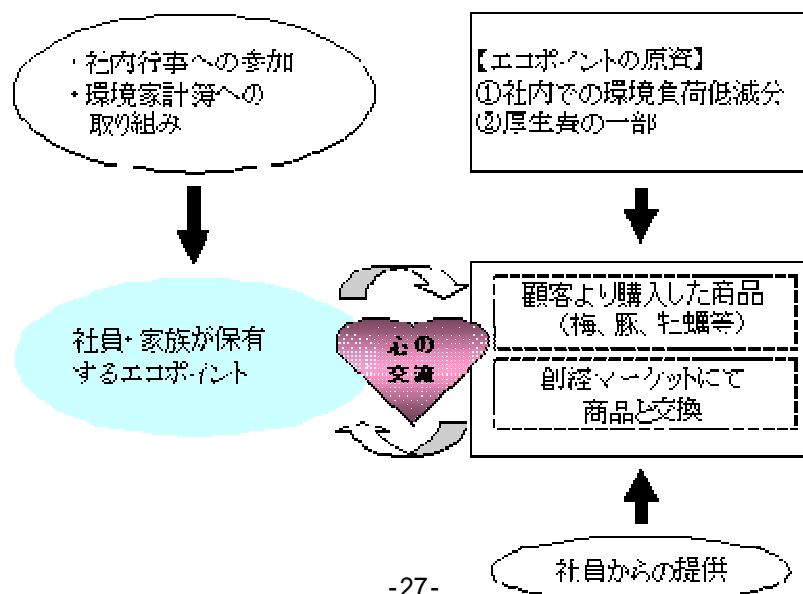 ・社内行事への参加
・環境家計簿への
取り組み
【エコポイントの原資】
①社内での環境負荷低減分
②厚生費の一部
社員・家族が保有
するエコポイント
心の
交流
顧客より購入した商品
(梅、豚、牡蠣等)
創経マーケットにて
商品と交換
社員からの提供
-27-